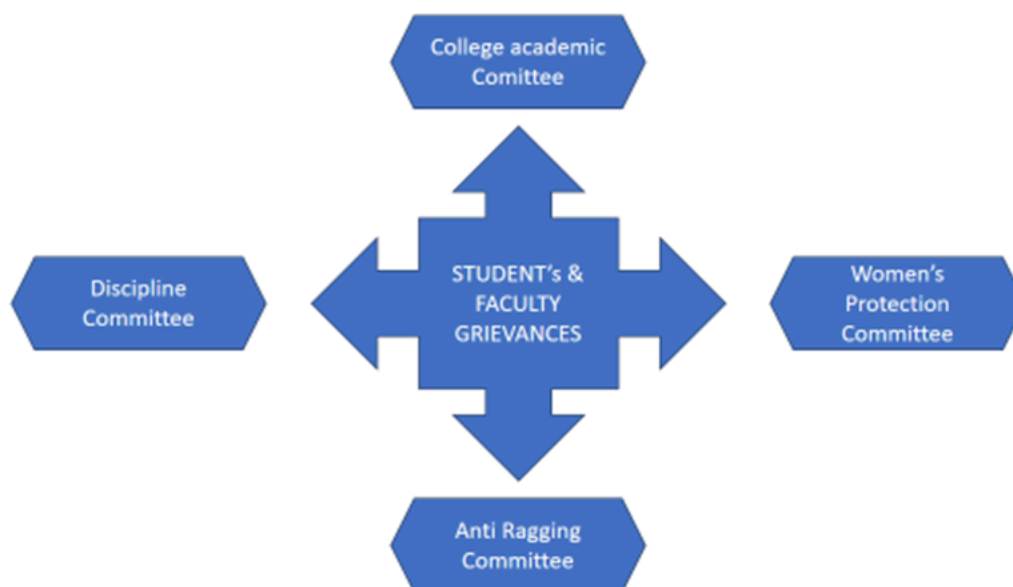 College academic
Comittee
Discipline
Committee
STUDENT's &
FACULTY
GRIEVANCES
Women's
Protection
Committee
Anti Ragging
Committee